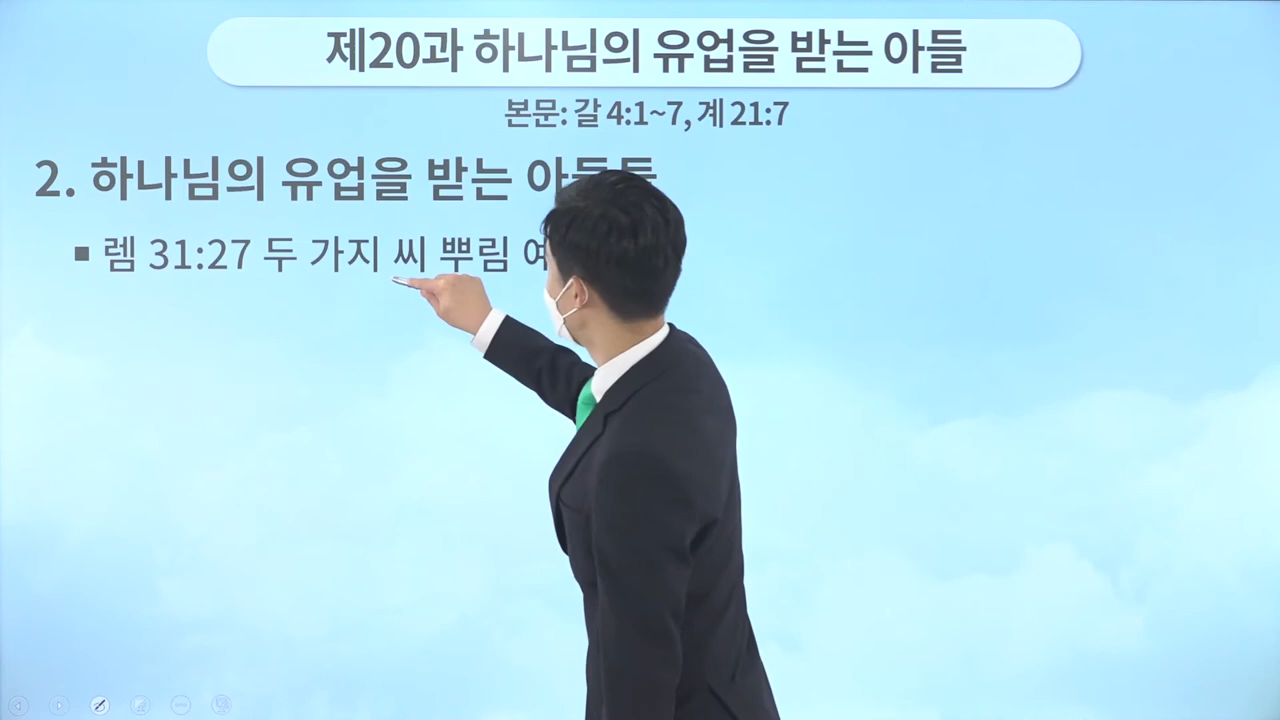 제20과 하나님의 유업을 받는 아들
본문: 갈 4:1~7, 계 21:7
2. 하나님의 유업을 받는
▪ 렘 31:27 두 가지 씨 뿌림